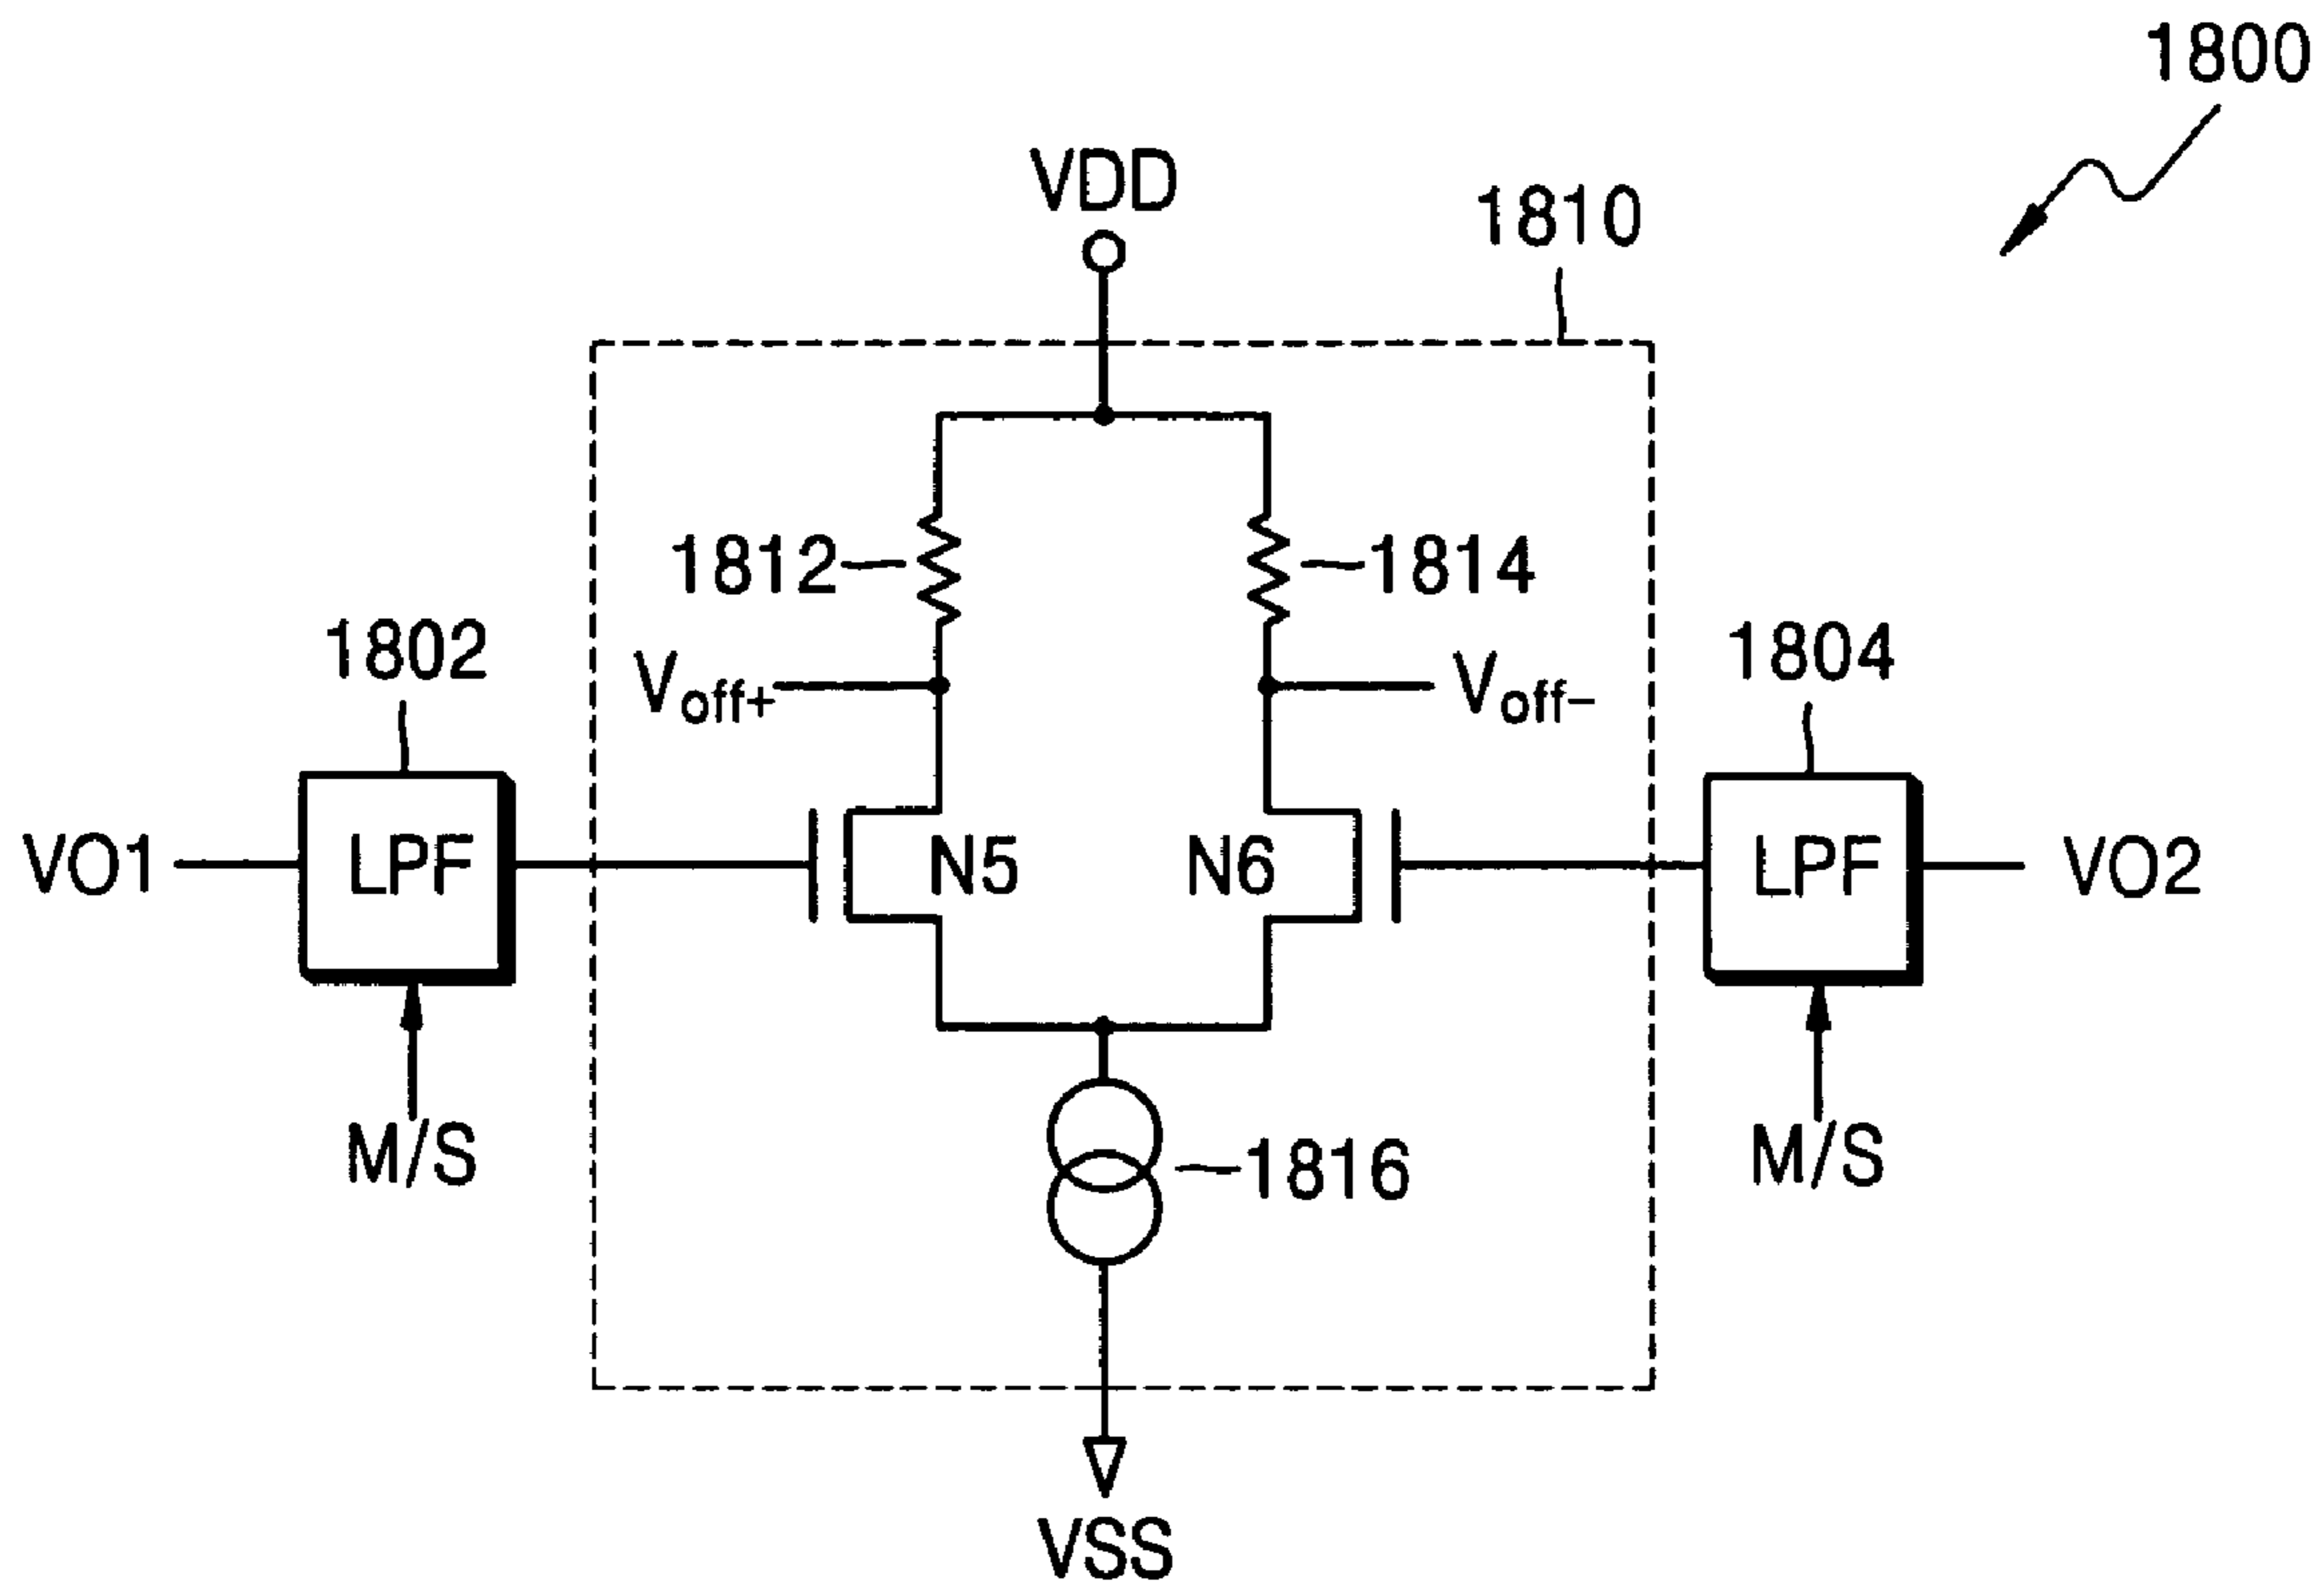 1800
VDD
1810
1812
1814
1802
Voff+
Voff-
1804
VO1
LPF
N5
N6
LPF
VO2
M/S
1816
M/S
VSS